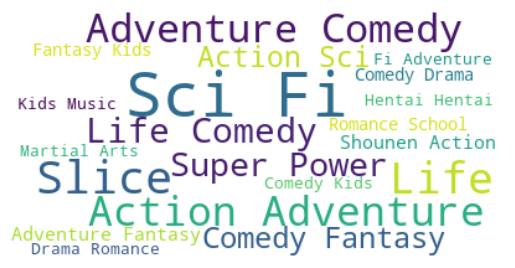 Adventure Comedy
Fantasy Kids
Action Sci
Fi Adventure
Comedy Drama
Sci Fi
Kids Music
Hentai Hentai
Life Comedy
Romance School
Shounen Action
Martial Arts
Super Power
Slice
Comedy Kids
Life
Action Adventure
Adventure Fantasy
Comedy Fantasy
Drama Romance